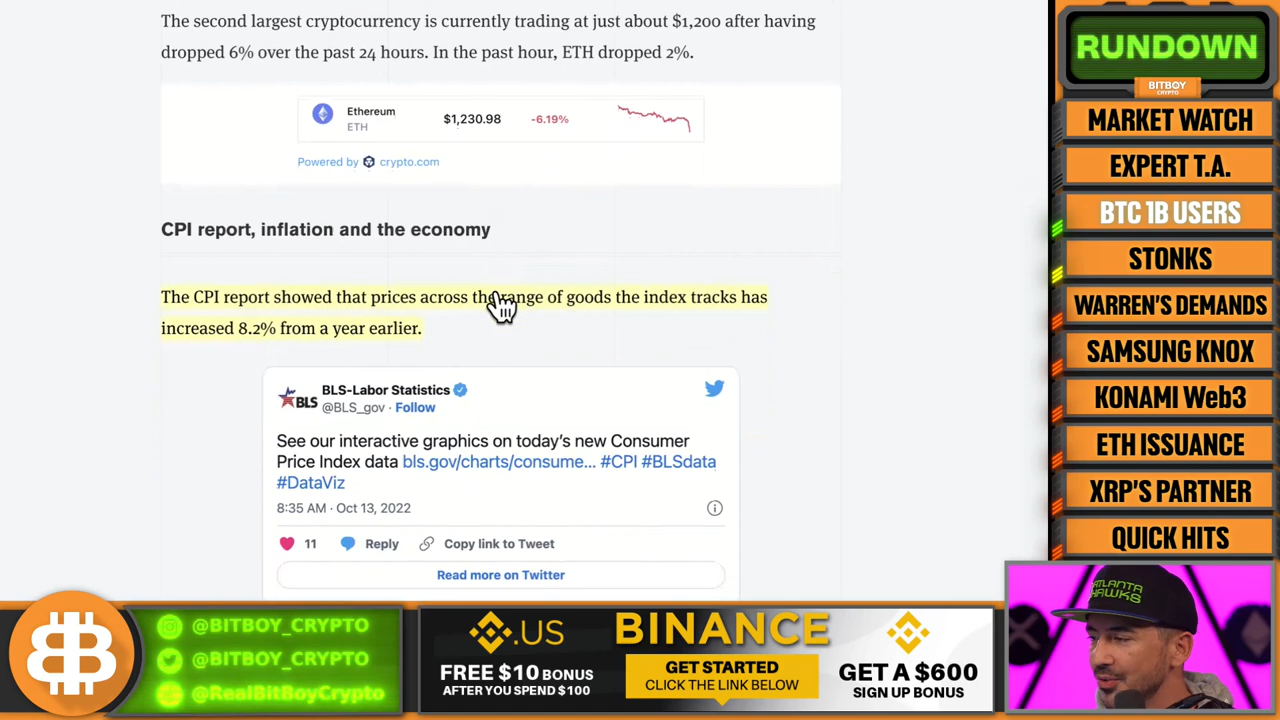 The second largest cryptocurrency is currently trading at just about $1,200 after having
dropped 6% over the past 24 hours. In the past hour, ETH dropped 2%.
Ethereum
ETH
$1,230.98
-6.19%
Powered by crypto.com
CPI report, inflation and the economy
The CPI report showed that prices across the range of goods the index tracks has
increased 8.2% from a year earlier.
BLS
BLS-Labor Statistics
@BLS_gov · Follow
See our interactive graphics on today's new Consumer
Price Index data bls.gov/charts/consume... #CPI #BLSdata
#DataViz
8:35 AM · Oct 13, 2022
11 Reply Copy link to Tweet
Read more on Twitter
RUNDOWN
BITBOY
CRYPTO
MARKET WATCH
EXPERT T.A.
BTC 1B USERS
STONKS
WARREN'S DEMANDS
SAMSUNG KNOX
KONAMI Web3
ETH ISSUANCE
XRP'S PARTNER
QUICK HITS
@BITBOY_CRYPTO
@BITBOY_CRYPTO
@RealBitBoyCrypto
.US
FREE $10 BONUS
AFTER YOU SPEND $100
BINANCE
GET STARTED
CLICK THE LINK BELOW
GET A $600
SIGN UP BONUS
ATLANTA
HAWKS